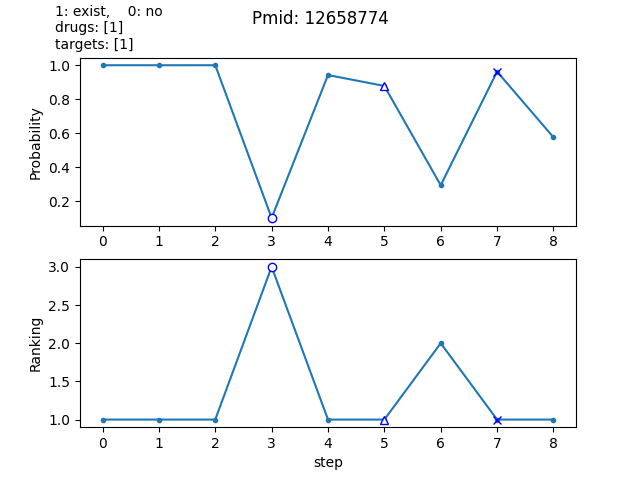 1: exist,    0: no
drugs: [1]
targets: [1]
Pmid: 12658774
Probability
1.0
0.8
0.6
0.4
0.2
0 1 2 3 4 5 6 7 8
Ranking
3.0
2.5
2.0
1.5
1.0
0 1 2 3 4 5 6 7 8
step